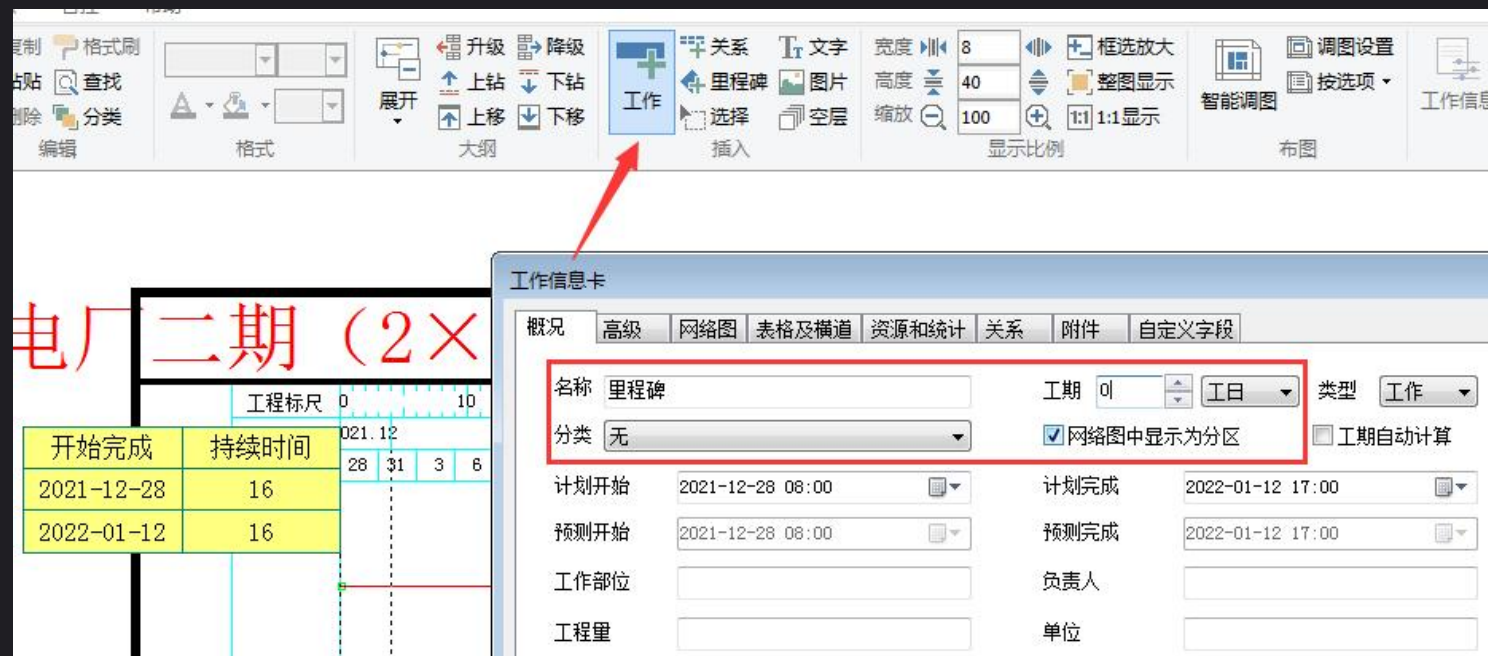 复制 格式刷 升级 降级 关系 文字 宽度 8 框选放大 调图设置
粘贴 查找 上钻 下钻 里程碑 图片 高度 40 整图显示 按选项
删除 分类 展开 上移 下移 工作 选择 空层 缩放 100 1:1 1:1显示 智能调图 工作信息
编辑 格式 大纲 插入 显示比例 布图
工作信息卡
概况 高级 网络图 表格及横道 资源和统计 关系 附件 自定义字段
名称 里程碑 工期 0 工日 类型 工作
分类 无 网络图中显示为分区 工期自动计算
计划开始 2021-12-28 08:00 计划完成 2022-01-12 17:00
预测开始 2021-12-28 08:00 预测完成 2022-01-12 17:00
工作部位 负责人
工程量 单位
电厂二期（2×
工程标尺 0 10
021.12
28 31 3 6
开始完成 持续时间
2021-12-28 16
2022-01-12 16